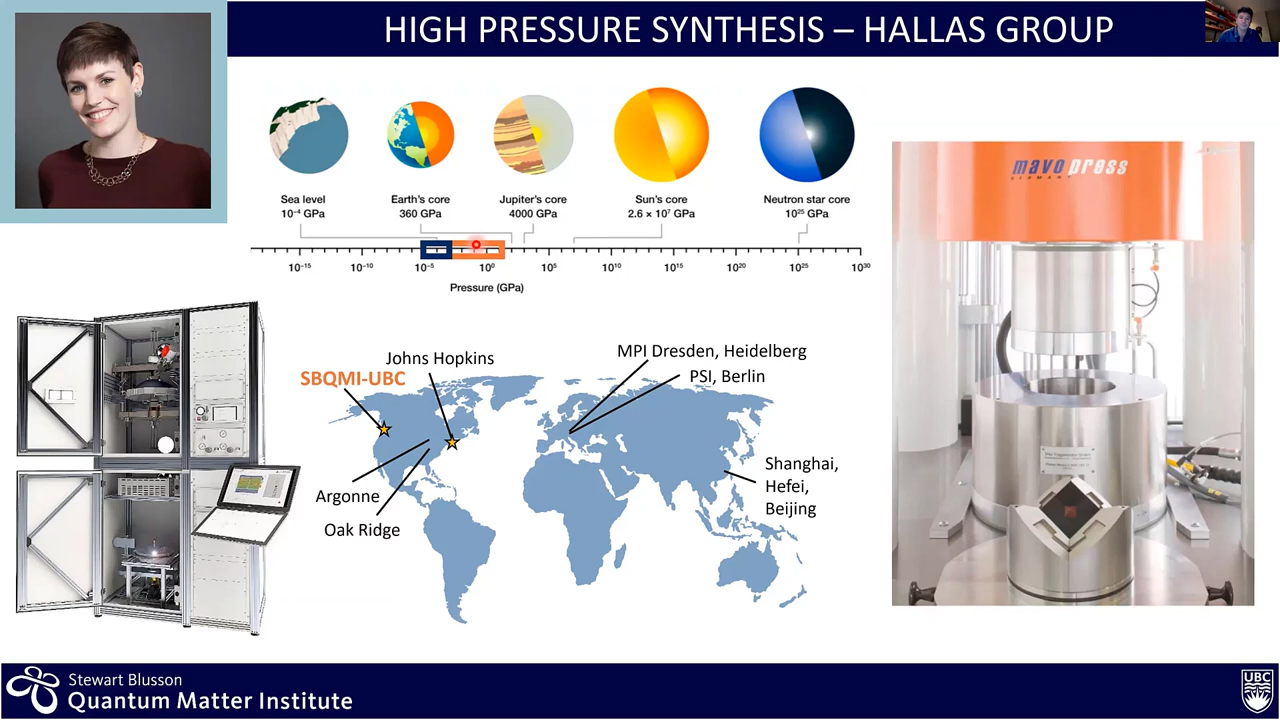 HIGH PRESSURE SYNTHESIS – HALLAS GROUP
Sea level
10⁻⁴ GPa
Earth's core
360 GPa
Jupiter's core
4000 GPa
Sun's core
2.6 × 10⁷ GPa
Neutron star core
10²⁵ GPa
10⁻¹⁵
10⁻¹⁰
10⁻⁵
10⁰
10⁵
10¹⁰
10¹⁵
10²⁰
10²⁵
10³⁰
Pressure (GPa)
mavo press
GERMANY
Johns Hopkins
SBQMI-UBC
MPI Dresden, Heidelberg
PSI, Berlin
Argonne
Oak Ridge
Shanghai,
Hefei,
Beijing
Stewart Blusson
Quantum Matter Institute
UBC